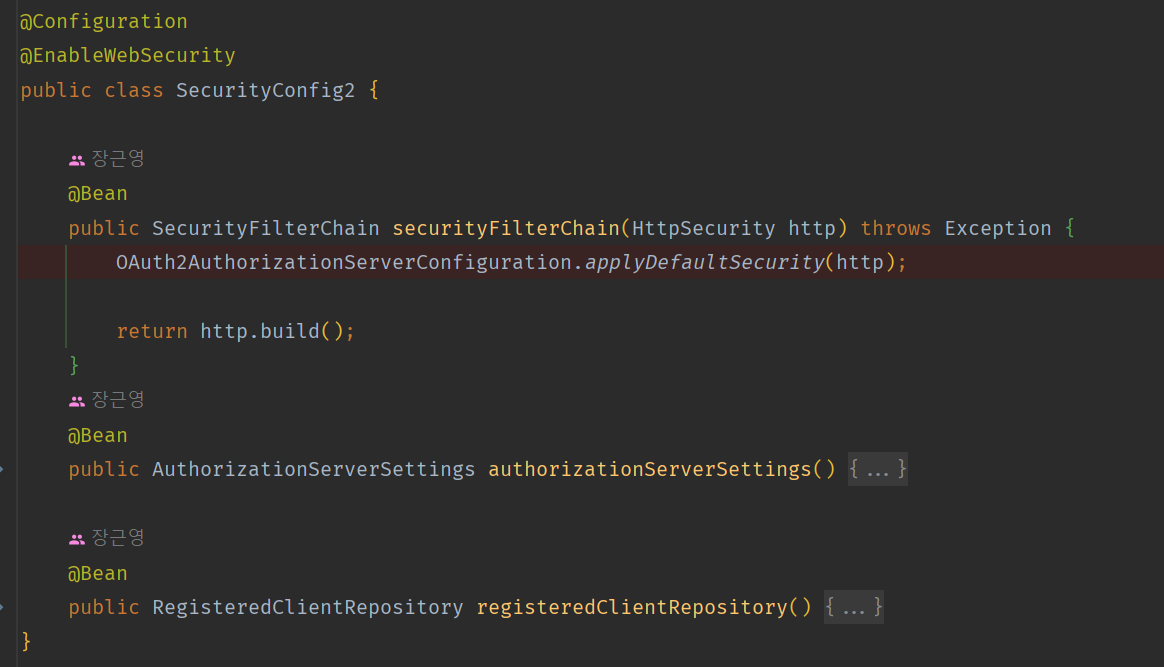 @Configuration
@EnableWebSecurity
public class SecurityConfig2 {
장근영
@Bean
public SecurityFilterChain securityFilterChain(HttpSecurity http) throws Exception {
OAuth2AuthorizationServerConfiguration.applyDefaultSecurity(http);
return http.build();
}
장근영
@Bean
public AuthorizationServerSettings authorizationServerSettings() {...}
장근영
@Bean
public RegisteredClientRepository registeredClientRepository() {...}
}